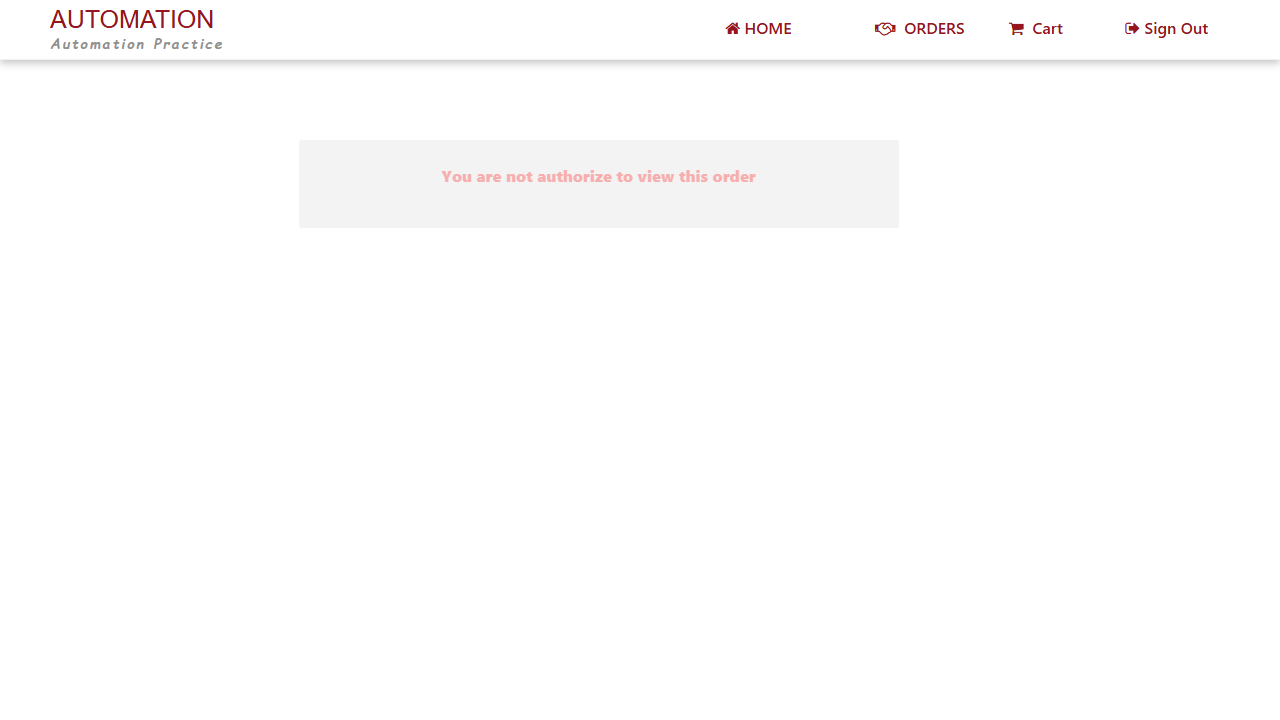 AUTOMATION
Automation Practice
HOME
ORDERS
Cart
Sign Out
You are not authorize to view this order